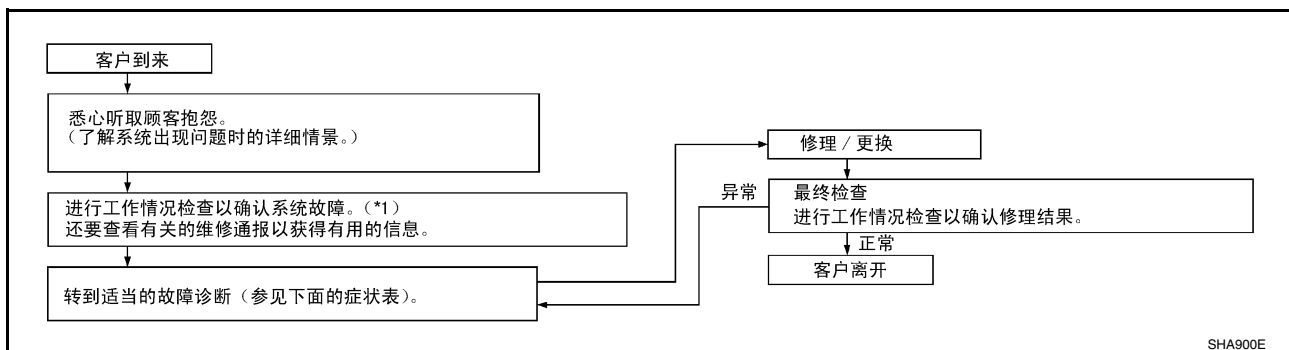 客户到来
悉心听取顾客抱怨。
(了解系统出现问题时的详细情景。)
进行工作情况检查以确认系统故障。(*1)
还要查看有关的维修通报以获得有用的信息。
转到适当的故障诊断(参见下面的症状表)。
修理 / 更换
异常
最终检查
进行工作情况检查以确认修理结果。
正常
客户离开
SHA900E